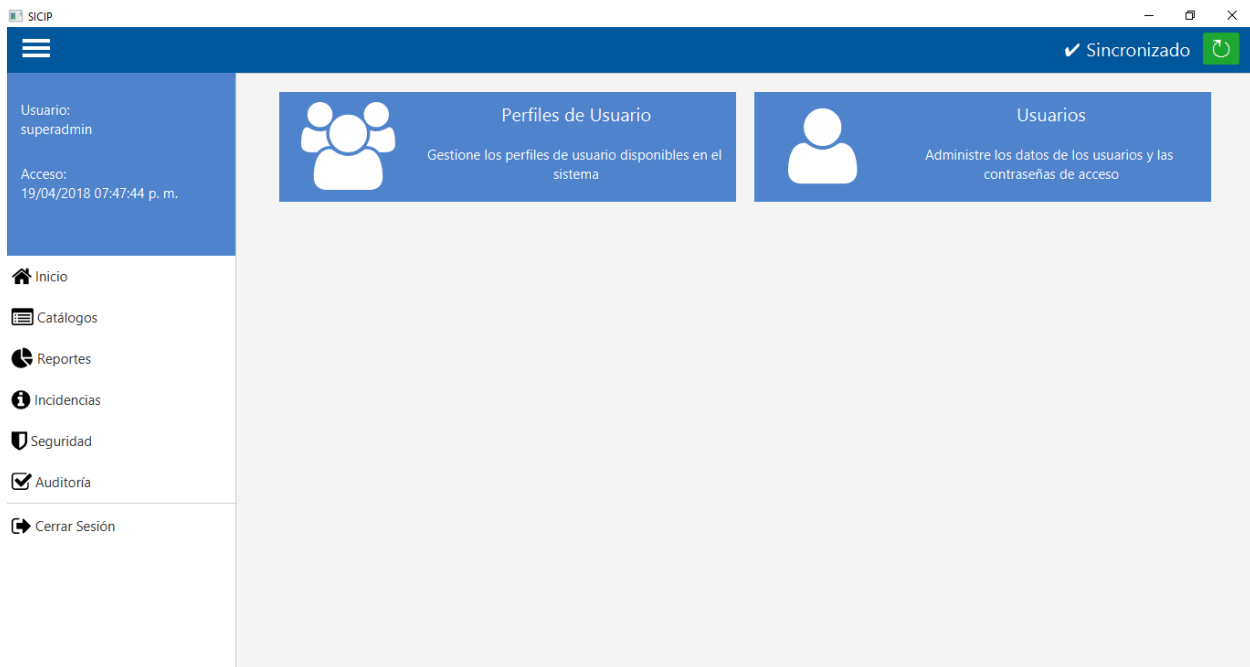 SICIP
✔ Sincronizado
Usuario:
superadmin
Acceso:
19/04/2018 07:47:44 p. m.
Inicio
Catálogos
Reportes
Incidencias
Seguridad
Auditoría
Cerrar Sesión
Perfiles de Usuario
Gestione los perfiles de usuario disponibles en el
sistema
Usuarios
Administre los datos de los usuarios y las
contraseñas de acceso